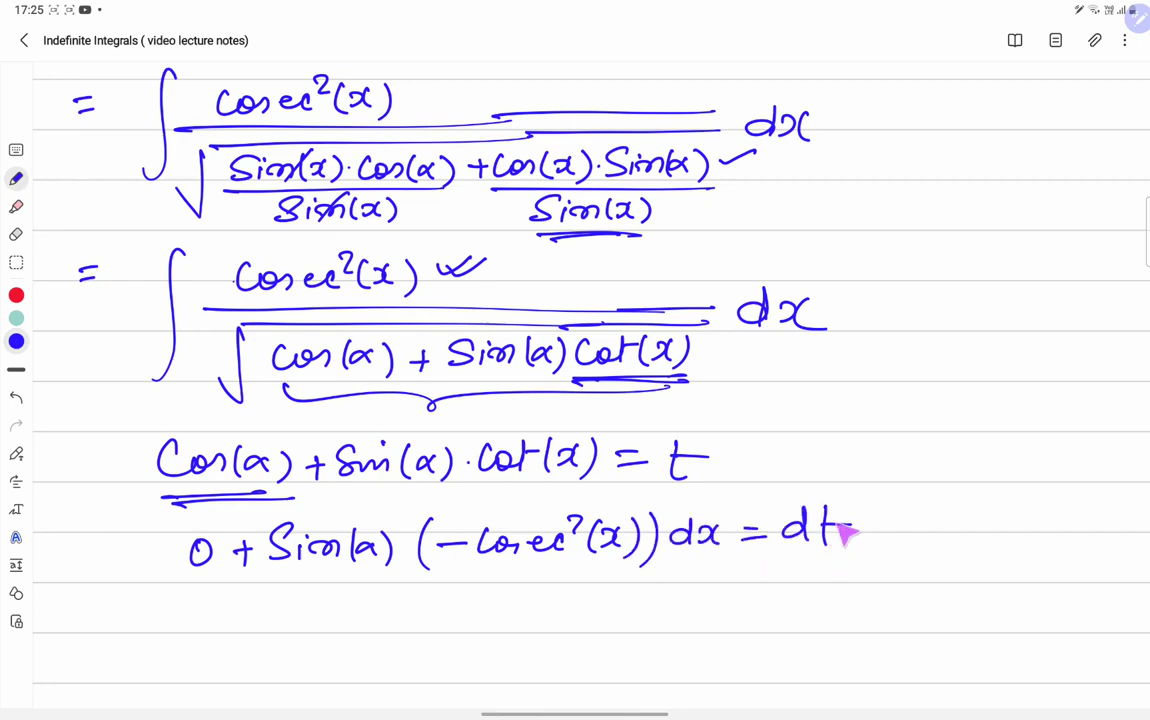 17:25
Indefinite Integrals ( video lecture notes)
= ∫ cosec²(x) / √( Sin(x)·Cos(α) / Sin(x) + Cos(x)·Sin(α) / Sin(x) ) dx
= ∫ cosec²(x) / √( Cos(α) + Sin(α) Cot(x) ) dx
Cos(α) + Sin(α) · Cot(x) = t
0 + Sin(α) (− cosec²(x)) dx = dt